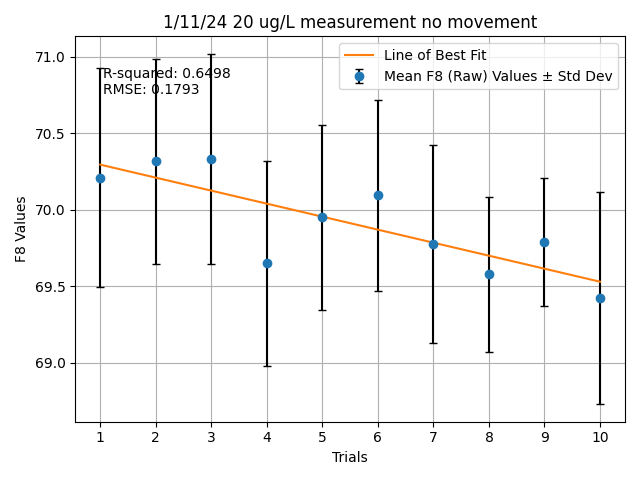 1/11/24 20 ug/L measurement no movement
R-squared: 0.6498
RMSE: 0.1793
Line of Best Fit
Mean F8 (Raw) Values ± Std Dev
F8 Values
71.0
70.5
70.0
69.5
69.0
1 2 3 4 5 6 7 8 9 10
Trials